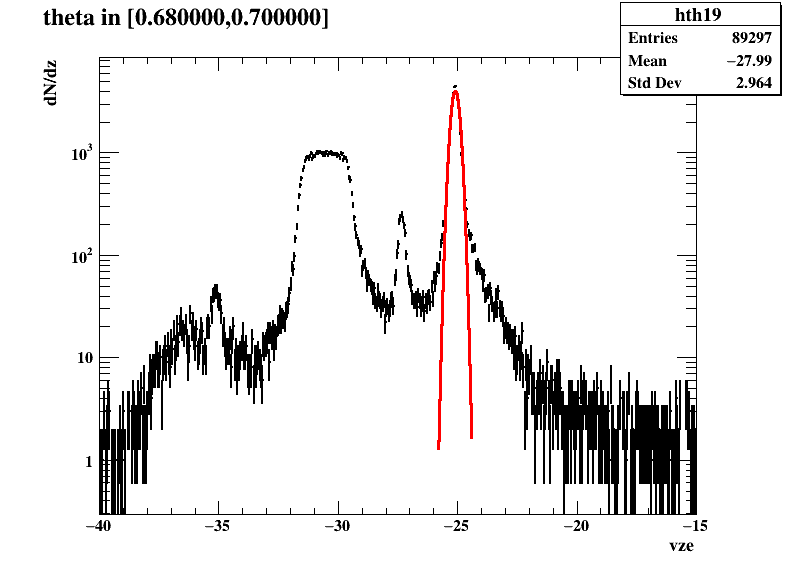 theta in [0.680000,0.700000]
hth19
Entries 89297
Mean −27.99
Std Dev 2.964
dN/dz
10³
10²
10
1
−40 −35 −30 −25 −20 −15
vze